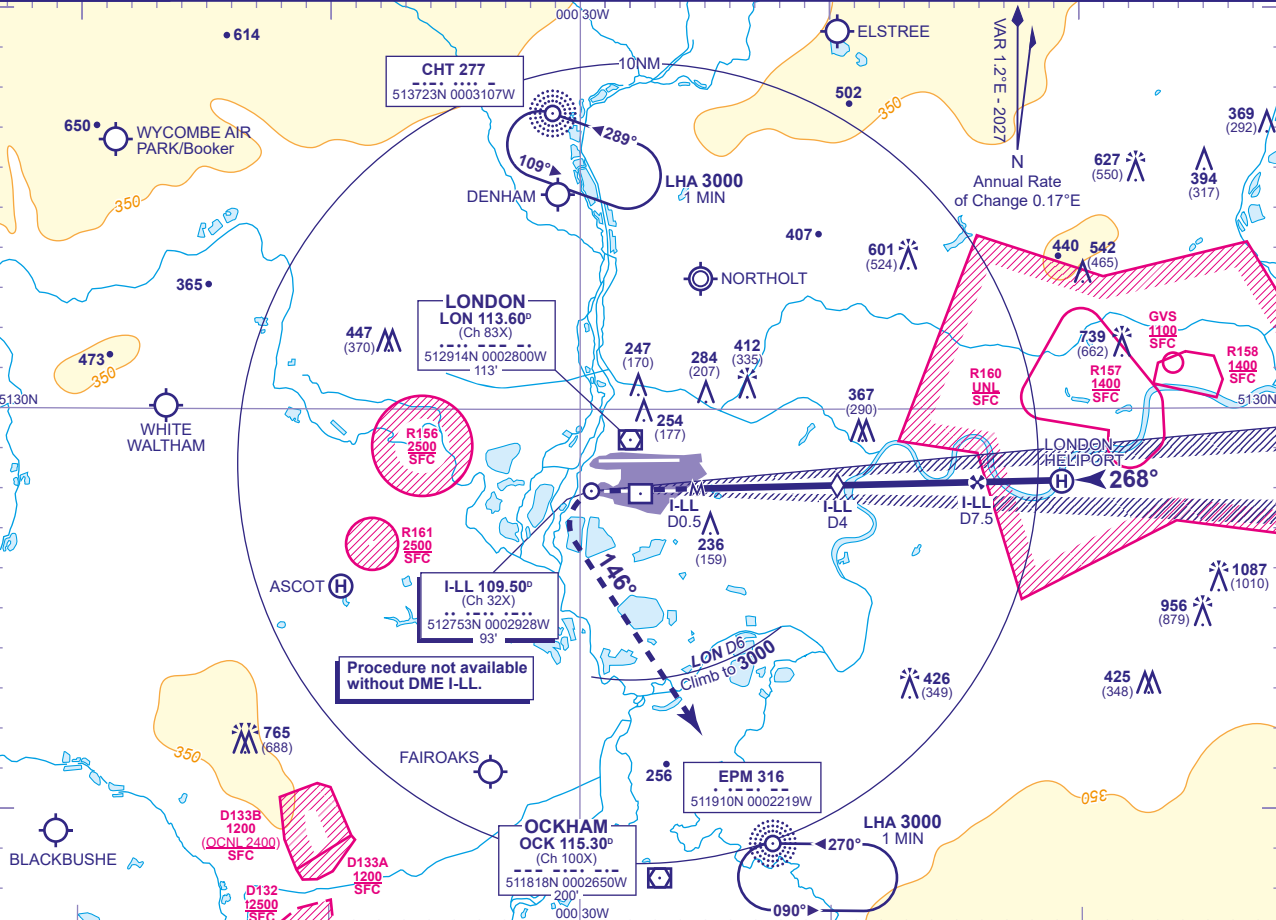 000 30W
614
ELSTREE
VAR 1.2°E - 2027
CHT 277
-·-· ···· -
513723N 0003107W
10NM
502
350
369
(292)
650
WYCOMBE AIR
PARK/Booker
289°
109°
627
(550)
394
(317)
N
Annual Rate
of Change 0.17°E
DENHAM
LHA 3000
1 MIN
350
407
601
(524)
440
542
(465)
365
NORTHOLT
LONDON
LON 113.60ᴰ
(Ch 83X)
·-·· --- -·
512914N 0002800W
113'
447
(370)
247
(170)
284
(207)
412
(335)
739
(662)
GVS
1100
SFC
R158
1400
SFC
R157
1400
SFC
R160
UNL
SFC
473
350
5130N
5130N
367
(290)
254
(177)
WHITE
WALTHAM
R156
2500
SFC
LONDON
HELIPORT
H
268°
I-LL
D0.5
I-LL
D4
I-LL
D7.5
R161
2500
SFC
236
(159)
ASCOT H
146°
I-LL 109.50ᴰ
(Ch 32X)
·· ·-·· ·-··
512753N 0002928W
93'
1087
(1010)
956
(879)
LON D6
Climb to 3000
Procedure not available
without DME I-LL.
426
(349)
425
(348)
765
(688)
350
FAIROAKS
256
EPM 316
· ·--· --
511910N 0002219W
350
D133B
1200
(OCNL 2400)
SFC
OCKHAM
OCK 115.30ᴰ
(Ch 100X)
--- -·-· -·-
511818N 0002650W
200'
LHA 3000
1 MIN
270°
090°
BLACKBUSHE
D133A
1200
SFC
D132
2500
SFC
000 30W